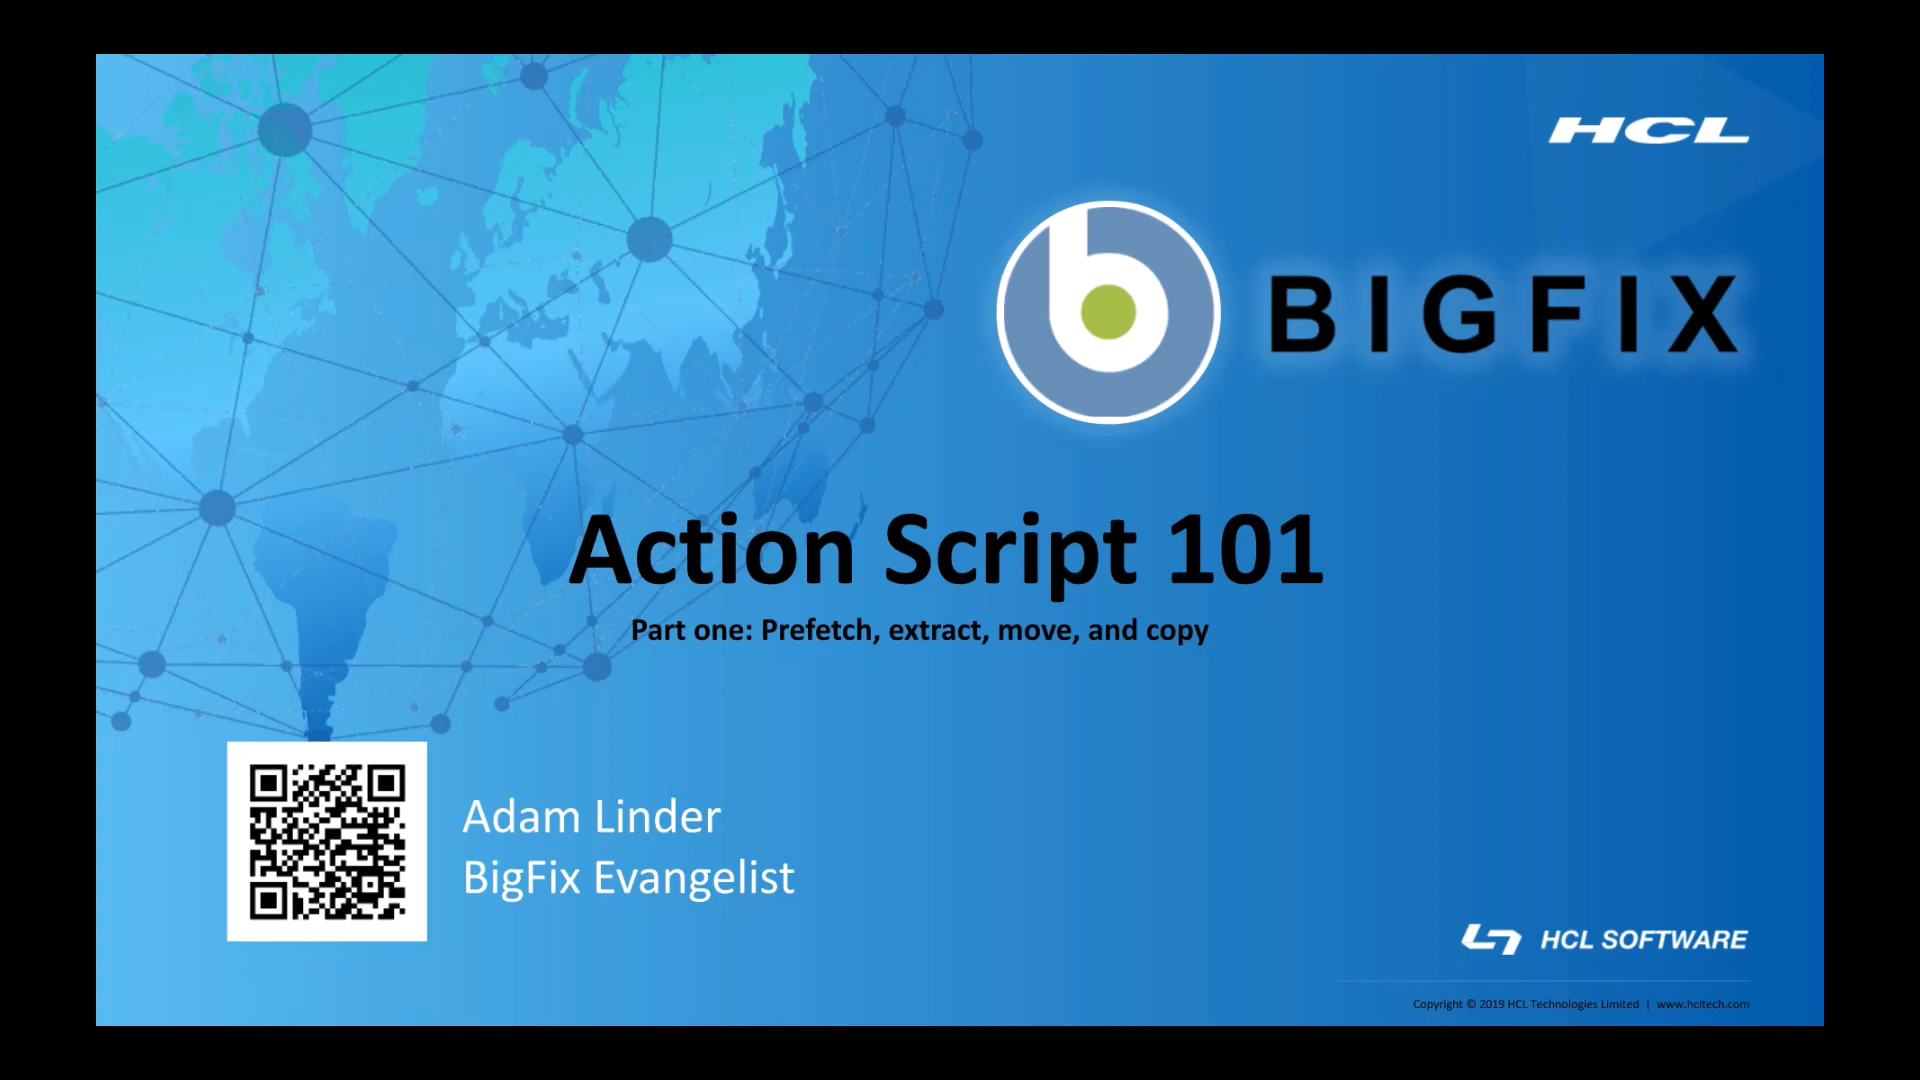 HCL
BIGFIX
Action Script 101
Part one: Prefetch, extract, move, and copy
Adam Linder
BigFix Evangelist
HCL SOFTWARE
Copyright © 2019 HCL Technologies Limited | www.hcltech.com